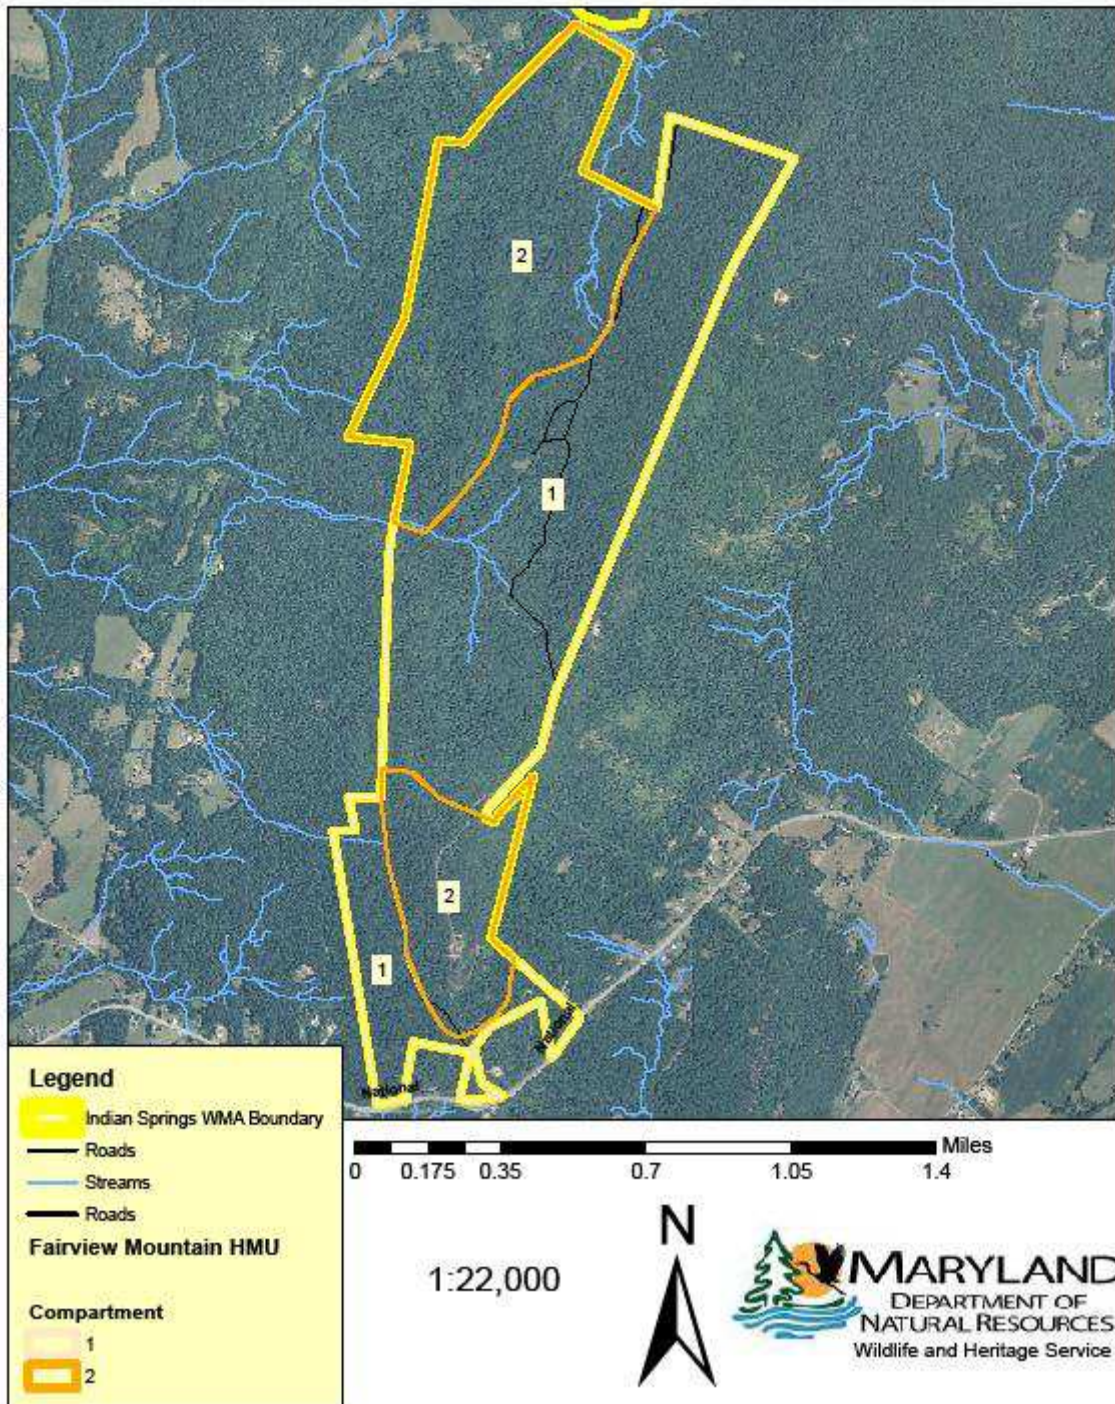 2
1
2
1
National
National
Legend
Indian Springs WMA Boundary
Roads
Streams
Roads
Fairview Mountain HMU
Compartment
1
2
Miles
0 0.175 0.35 0.7 1.05 1.4
N
1:22,000
MARYLAND
DEPARTMENT OF
NATURAL RESOURCES
Wildlife and Heritage Service